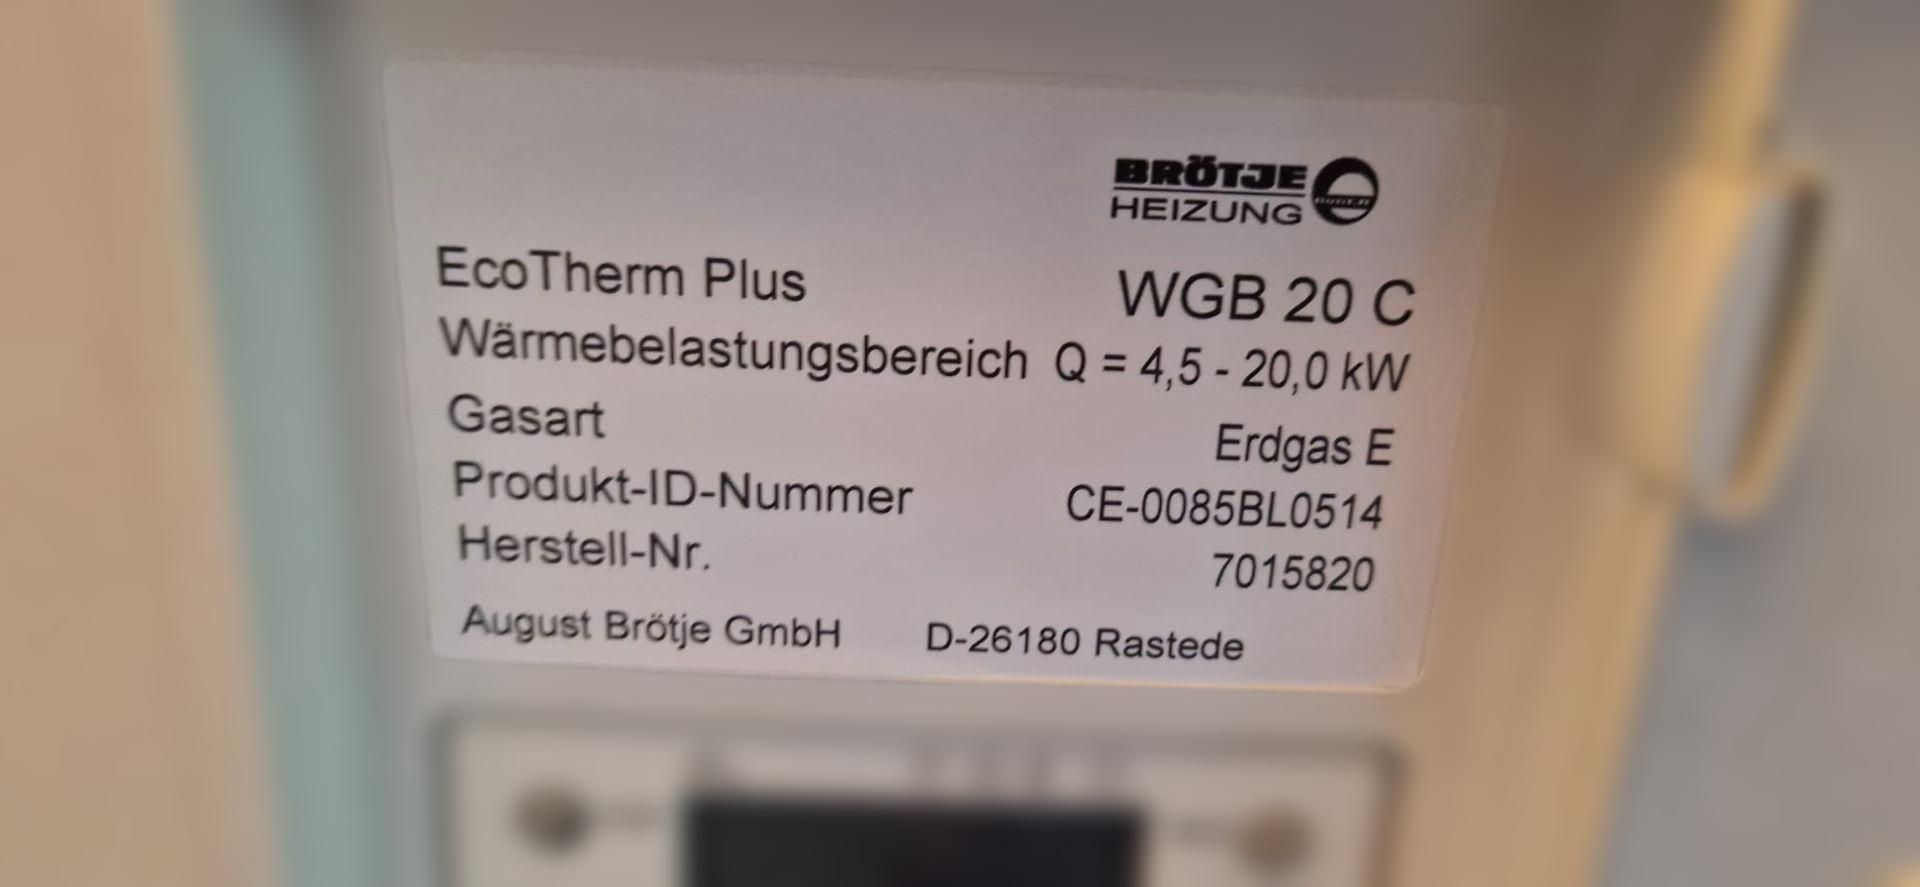 BRÖTJE
HEIZUNG
EcoTherm Plus WGB 20 C
Wärmebelastungsbereich Q = 4,5 - 20,0 kW
Gasart Erdgas E
Produkt-ID-Nummer CE-0085BL0514
Herstell-Nr. 7015820
August Brötje GmbH D-26180 Rastede